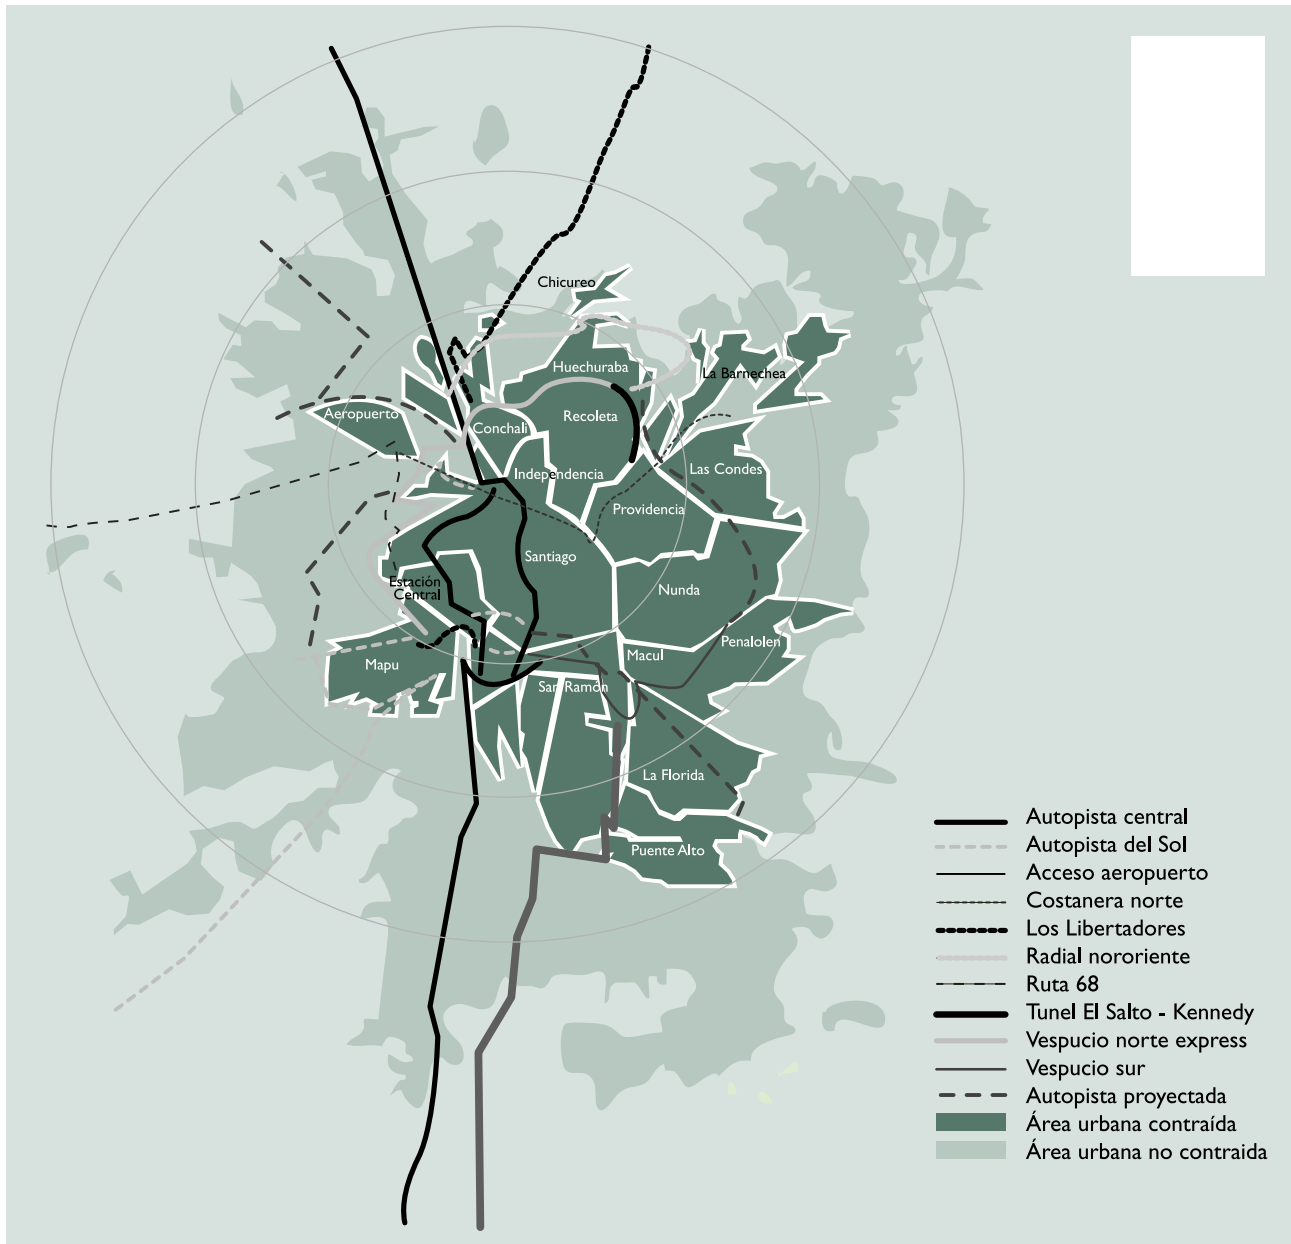 Chicureo
Huechuraba
La Barnechea
Aeropuerto
Recoleta
Conchali
Independencia
Las Condes
Providencia
Santiago
Estación
Central
Nunda
Penalolen
Macul
Mapu
San Ramón
La Florida
Puente Alto
Autopista central
Autopista del Sol
Acceso aeropuerto
Costanera norte
Los Libertadores
Radial nororiente
Ruta 68
Tunel El Salto - Kennedy
Vespucio norte express
Vespucio sur
Autopista proyectada
Área urbana contraída
Área urbana no contraida